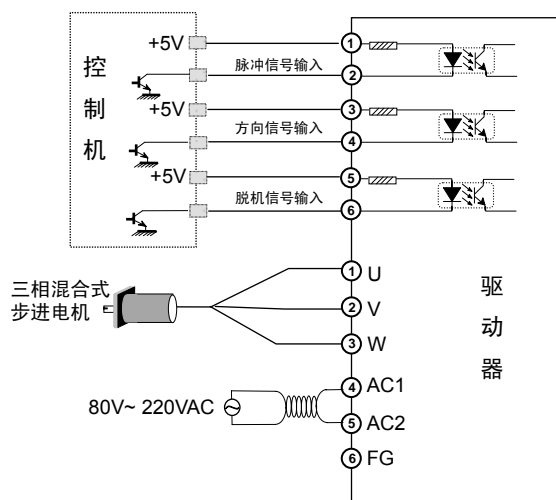 控制机
+5V
①
脉冲信号输入
②
+5V
③
方向信号输入
④
+5V
⑤
脱机信号输入
⑥
三相混合式
步进电机
① U
② V
③ W
驱动器
80V~ 220VAC
④ AC1
⑤ AC2
⑥ FG